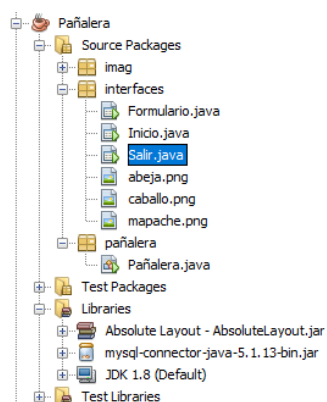 Pañalera
Source Packages
imag
interfaces
Formulario.java
Inicio.java
Salir.java
abeja.png
caballo.png
mapache.png
pañalera
Pañalera.java
Test Packages
Libraries
Absolute Layout - AbsoluteLayout.jar
mysql-connector-java-5.1.13-bin.jar
JDK 1.8 (Default)
Test Libraries